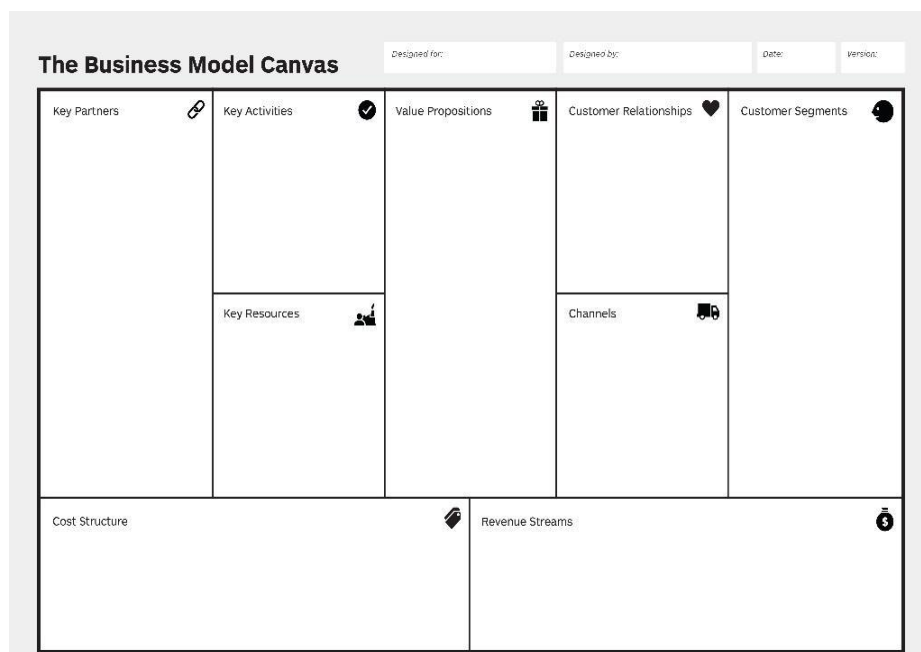 The Business Model Canvas
Designed for:
Designed by:
Date:
Version:
Key Partners
Key Activities
Value Propositions
Customer Relationships
Customer Segments
Key Resources
Channels
Cost Structure
Revenue Streams
$